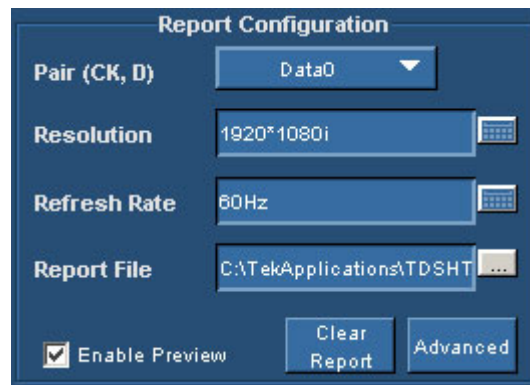 Report Configuration
Pair (CK, D) Data0
Resolution 1920*1080i
Refresh Rate 60Hz
Report File C:\TekApplications\TDSHT ...
Enable Preview Clear Report Advanced